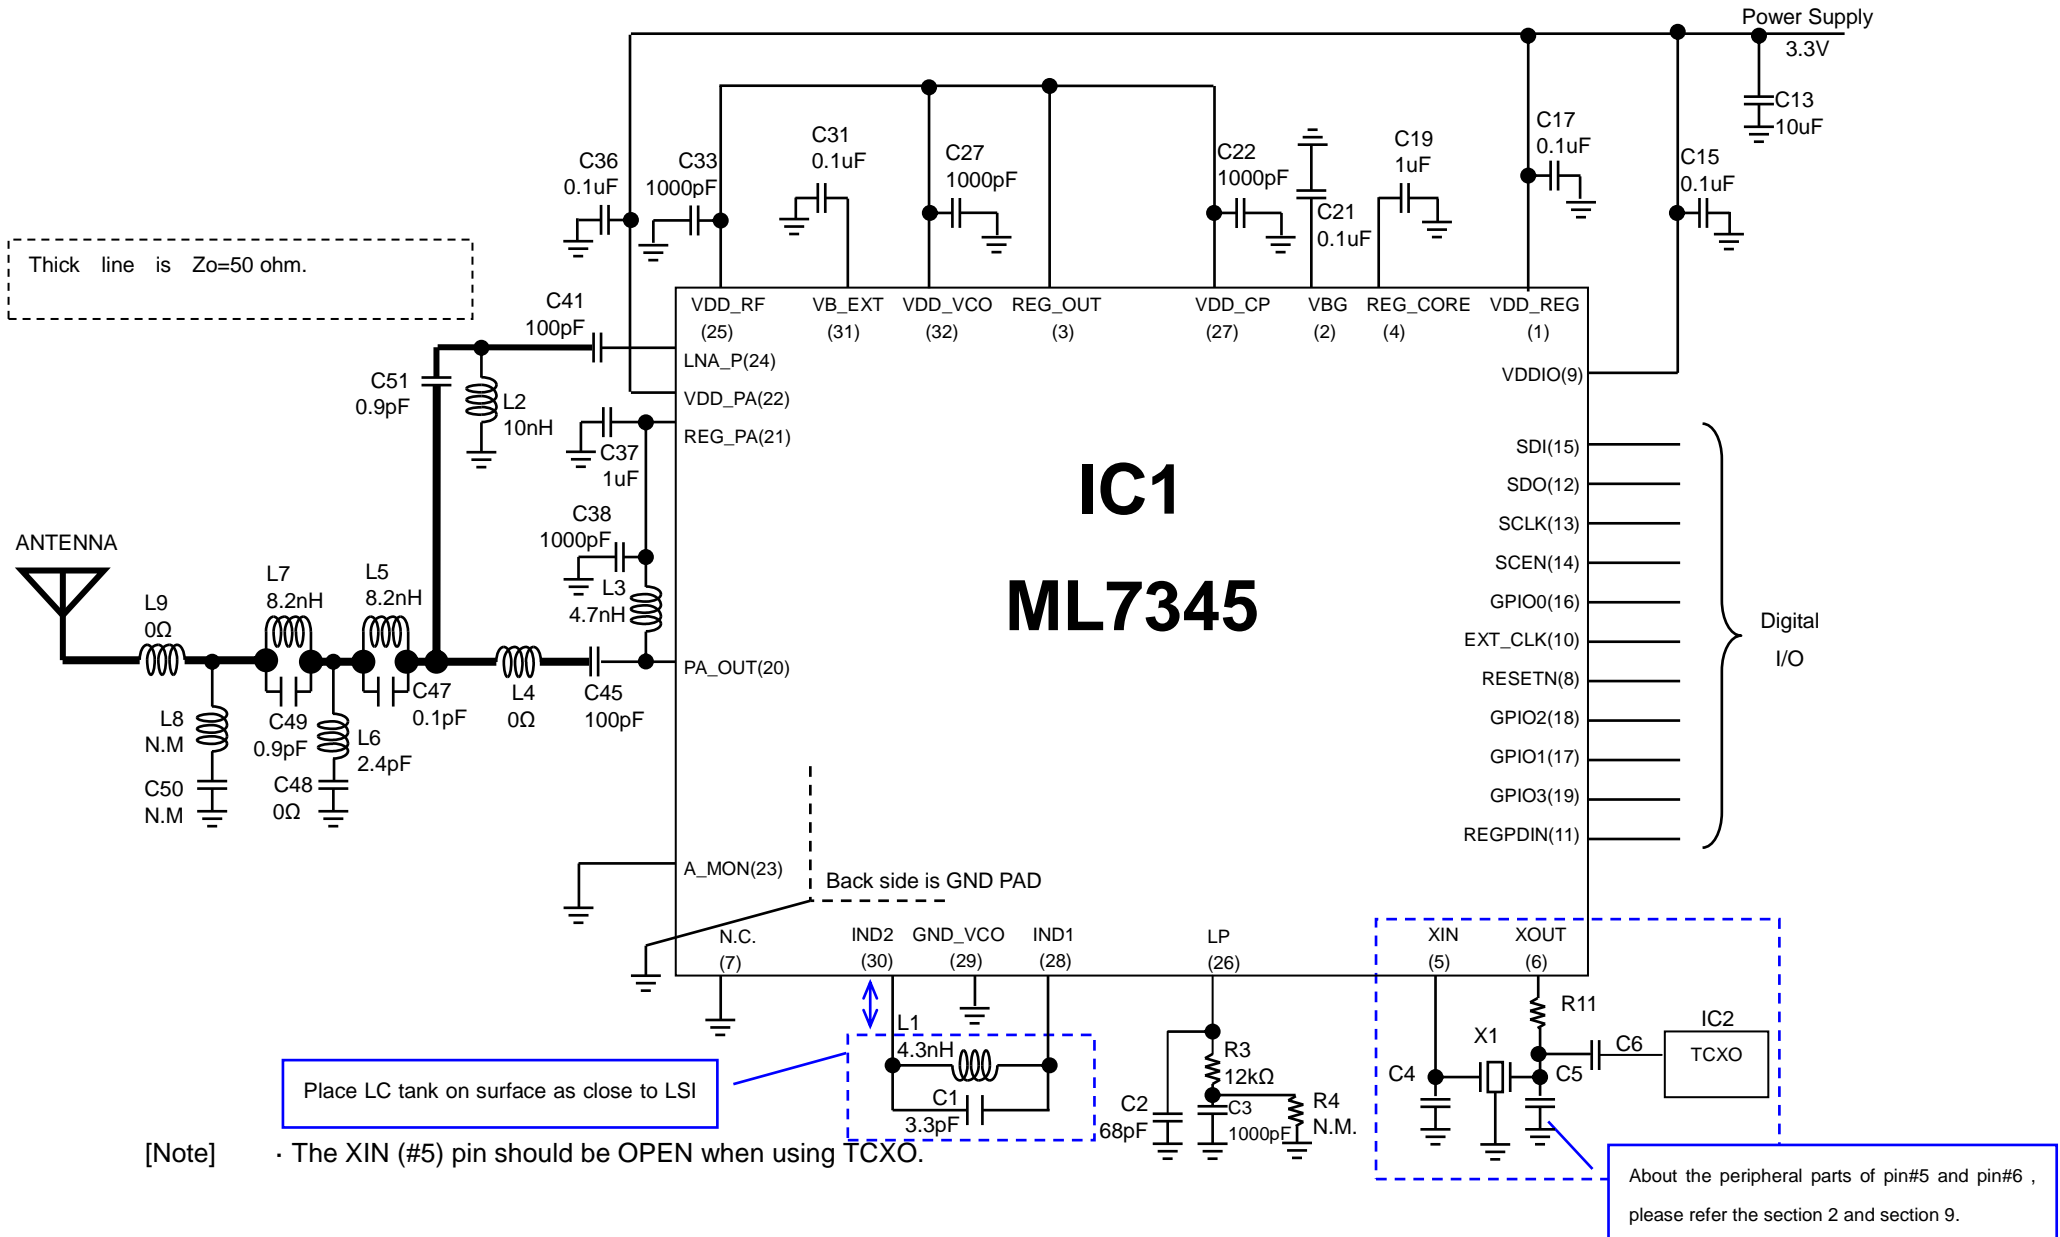 Power Supply
3.3V
C13
10uF
C31
0.1uF
C36
0.1uF
C33
1000pF
C27
1000pF
C22
1000pF
C21
0.1uF
C19
1uF
C17
0.1uF
C15
0.1uF
Thick line is Zo=50 ohm.
C41
100pF
VDD_RF
(25)
VB_EXT
(31)
VDD_VCO
(32)
REG_OUT
(3)
VDD_CP
(27)
VBG
(2)
REG_CORE
(4)
VDD_REG
(1)
LNA_P(24)
VDD_PA(22)
REG_PA(21)
VDDIO(9)
C51
0.9pF
L2
10nH
C37
1uF
C38
1000pF
L3
4.7nH
IC1
ML7345
SDI(15)
SDO(12)
SCLK(13)
SCEN(14)
GPIO0(16)
EXT_CLK(10)
RESETN(8)
GPIO2(18)
GPIO1(17)
GPIO3(19)
REGPDIN(11)
Digital
I/O
ANTENNA
L9
0Ω
L7
8.2nH
L5
8.2nH
PA_OUT(20)
C47
0.1pF
L4
0Ω
C45
100pF
L8
N.M
C49
0.9pF
L6
2.4pF
C50
N.M
C48
0Ω
A_MON(23)
Back side is GND PAD
N.C.
(7)
IND2
(30)
GND_VCO
(29)
IND1
(28)
LP
(26)
XIN
(5)
XOUT
(6)
L1
4.3nH
C1
3.3pF
Place LC tank on surface as close to LSI
R3
12kΩ
C2
68pF
C3
1000pF
R4
N.M.
R11
X1
C4
C5
C6
IC2
TCXO
[Note] · The XIN (#5) pin should be OPEN when using TCXO.
About the peripheral parts of pin#5 and pin#6 ,
please refer the section 2 and section 9.